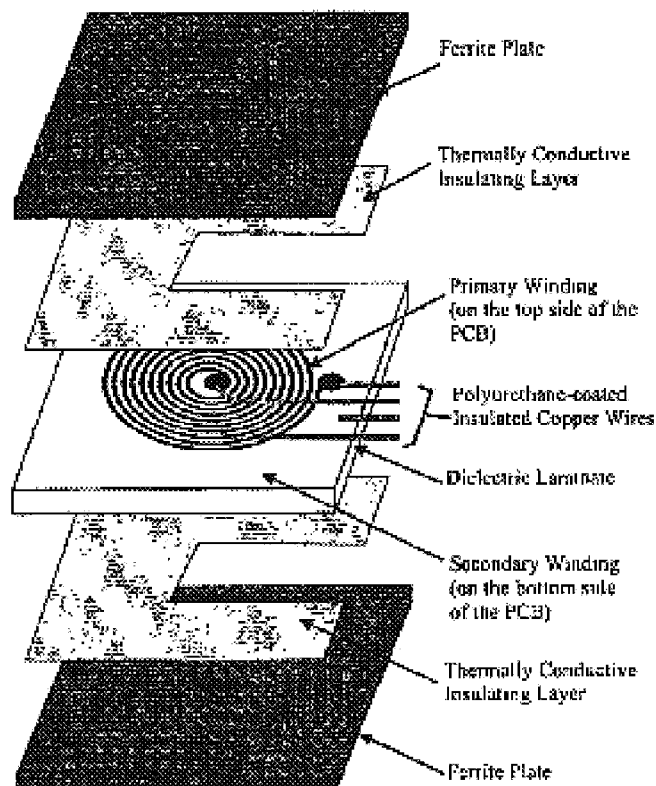 Ferrite Plate
Thermally Conductive
Insulating Layer
Primary Winding
(on the top side of the
PCB)
Polyurethane-coated
Insulated Copper Wires
Dielectric Laminate
Secondary Winding
(on the bottom side
of the PCB)
Thermally Conductive
Insulating Layer
Ferrite Plate